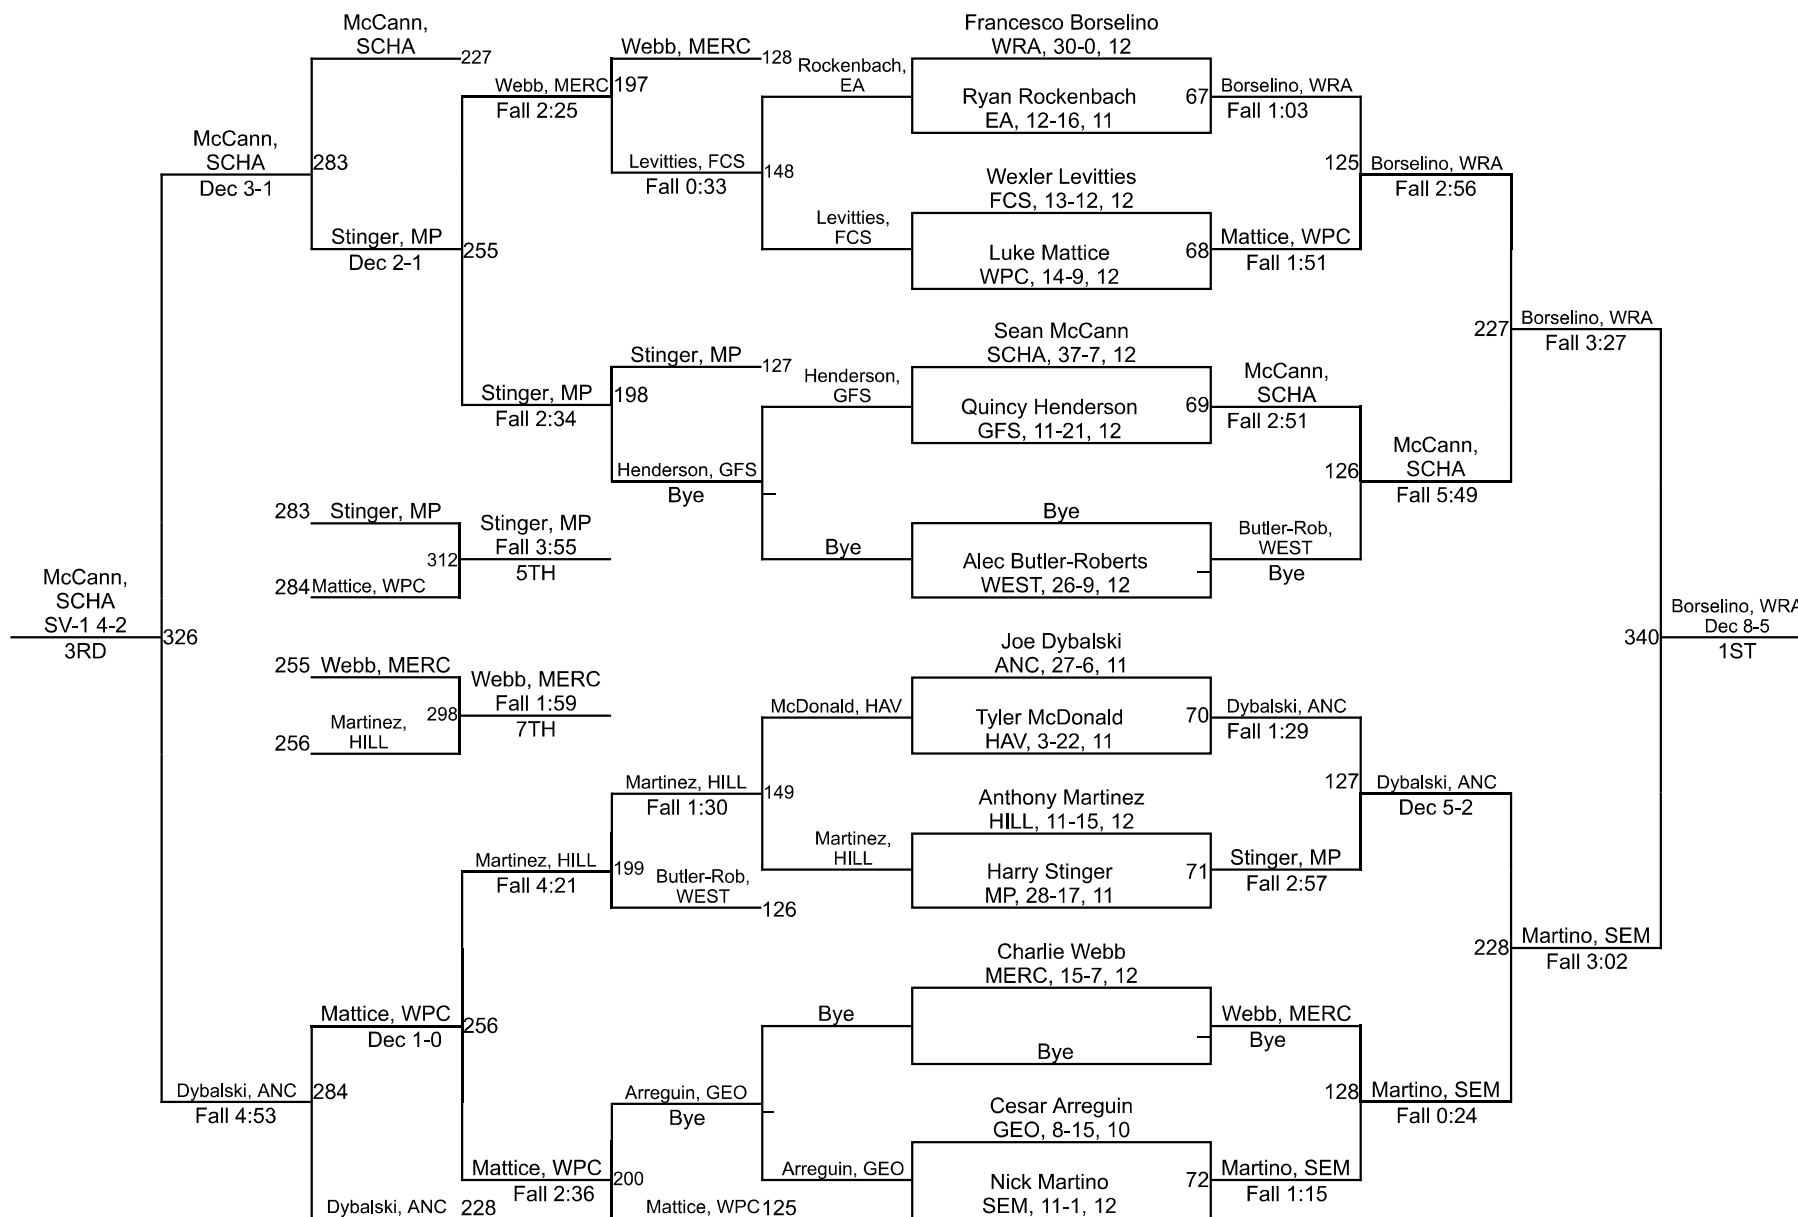 Francesco Borselino
WRA, 30-0, 12
McCann,
SCHA
227
Webb, MERC
128
Rockenbach,
EA
Webb, MERC
197
Fall 2:25
Ryan Rockenbach
EA, 12-16, 11
67
Borselino, WRA
Fall 1:03
McCann,
SCHA
Dec 3-1
283
Levitties, FCS
Fall 0:33
148
Wexler Levitties
FCS, 13-12, 12
125
Borselino, WRA
Fall 2:56
Stinger, MP
Dec 2-1
255
Levitties,
FCS
Luke Mattice
WPC, 14-9, 12
68
Mattice, WPC
Fall 1:51
Sean McCann
SCHA, 37-7, 12
227
Borselino, WRA
Fall 3:27
Stinger, MP
127
Henderson,
GFS
Stinger, MP
Fall 2:34
198
Quincy Henderson
GFS, 11-21, 12
69
McCann,
SCHA
Fall 2:51
Henderson, GFS
Bye
126
McCann,
SCHA
Fall 5:49
283
Stinger, MP
Stinger, MP
Fall 3:55
5TH
312
284
Mattice, WPC
Bye
Bye
Alec Butler-Roberts
WEST, 26-9, 12
Butler-Rob,
WEST
Bye
McCann,
SCHA
SV-1 4-2
3RD
326
340
Borselino, WRA
Dec 8-5
1ST
255
Webb, MERC
Webb, MERC
Fall 1:59
7TH
298
256
Martinez,
HILL
Joe Dybalski
ANC, 27-6, 11
McDonald, HAV
Tyler McDonald
HAV, 3-22, 11
70
Dybalski, ANC
Fall 1:29
Martinez, HILL
Fall 1:30
149
Anthony Martinez
HILL, 11-15, 12
127
Dybalski, ANC
Dec 5-2
Martinez, HILL
Fall 4:21
199
Butler-Rob,
WEST
126
Martinez,
HILL
Harry Stinger
MP, 28-17, 11
71
Stinger, MP
Fall 2:57
Charlie Webb
MERC, 15-7, 12
228
Martino, SEM
Fall 3:02
Mattice, WPC
Dec 1-0
256
Bye
Bye
Webb, MERC
Bye
Dybalski, ANC
Fall 4:53
284
Arreguin, GEO
Bye
Cesar Arreguin
GEO, 8-15, 10
128
Martino, SEM
Fall 0:24
Mattice, WPC
Fall 2:36
200
Arreguin, GEO
Nick Martino
SEM, 11-1, 12
72
Martino, SEM
Fall 1:15
Dybalski, ANC
228
Mattice, WPC
125